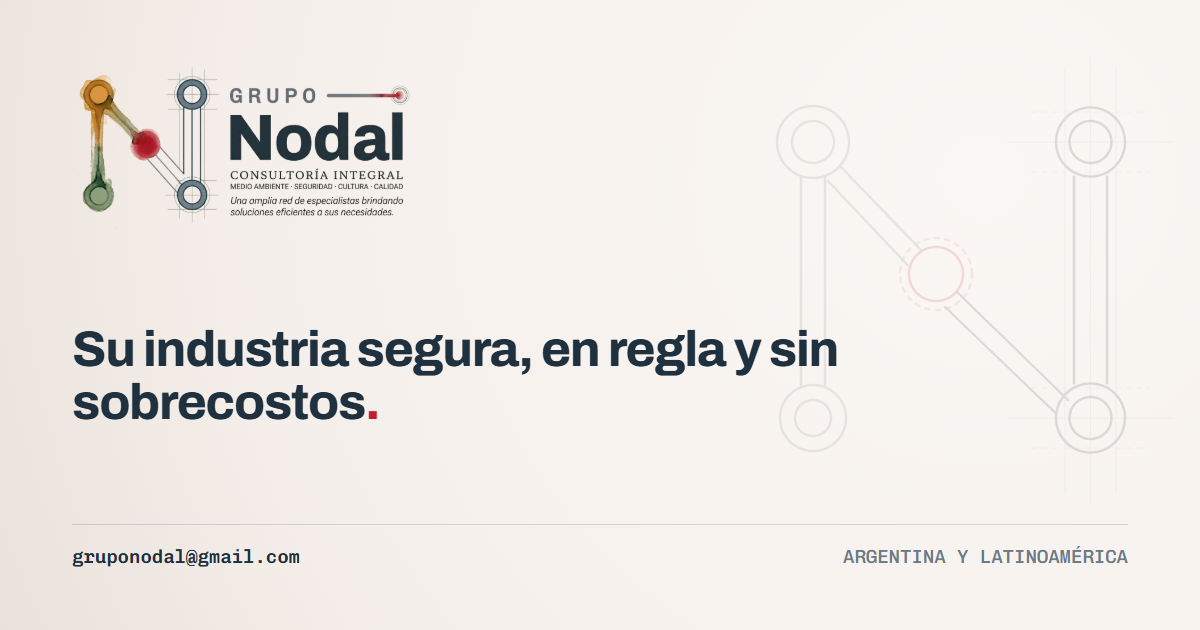 GRUPO
Nodal
CONSULTORÍA INTEGRAL
MEDIO AMBIENTE · SEGURIDAD · CULTURA · CALIDAD
Una amplia red de especialistas brindando
soluciones eficientes a sus necesidades.
Su industria segura, en regla y sin
sobrecostos.
gruponodal@gmail.com
ARGENTINA Y LATINOAMÉRICA